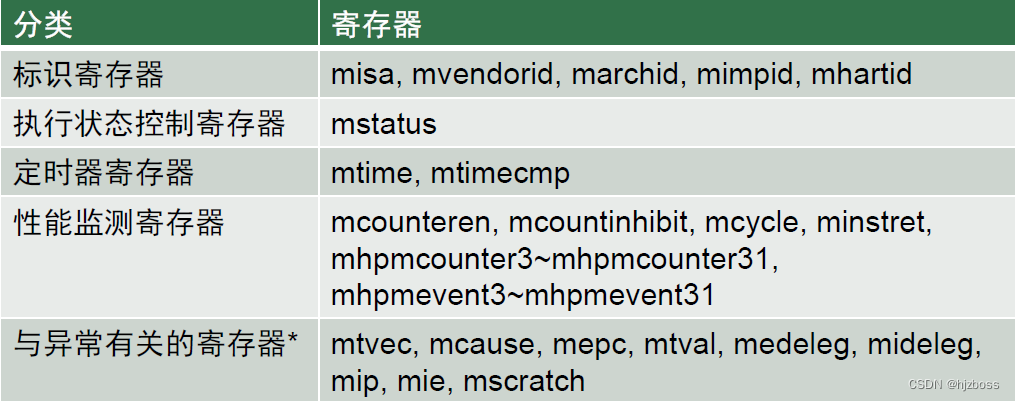 分类 寄存器
标识寄存器 misa, mvendorid, marchid, mimpid, mhartid
执行状态控制寄存器 mstatus
定时器寄存器 mtime, mtimecmp
性能监测寄存器 mcounteren, mcountinhibit, mcycle, minstret,
mhpmcounter3~mhpmcounter31,
mhpmevent3~mhpmevent31
与异常有关的寄存器* mtvec, mcause, mepc, mtval, medeleg, mideleg,
mip, mie, mscratch
CSDN @hjzboss